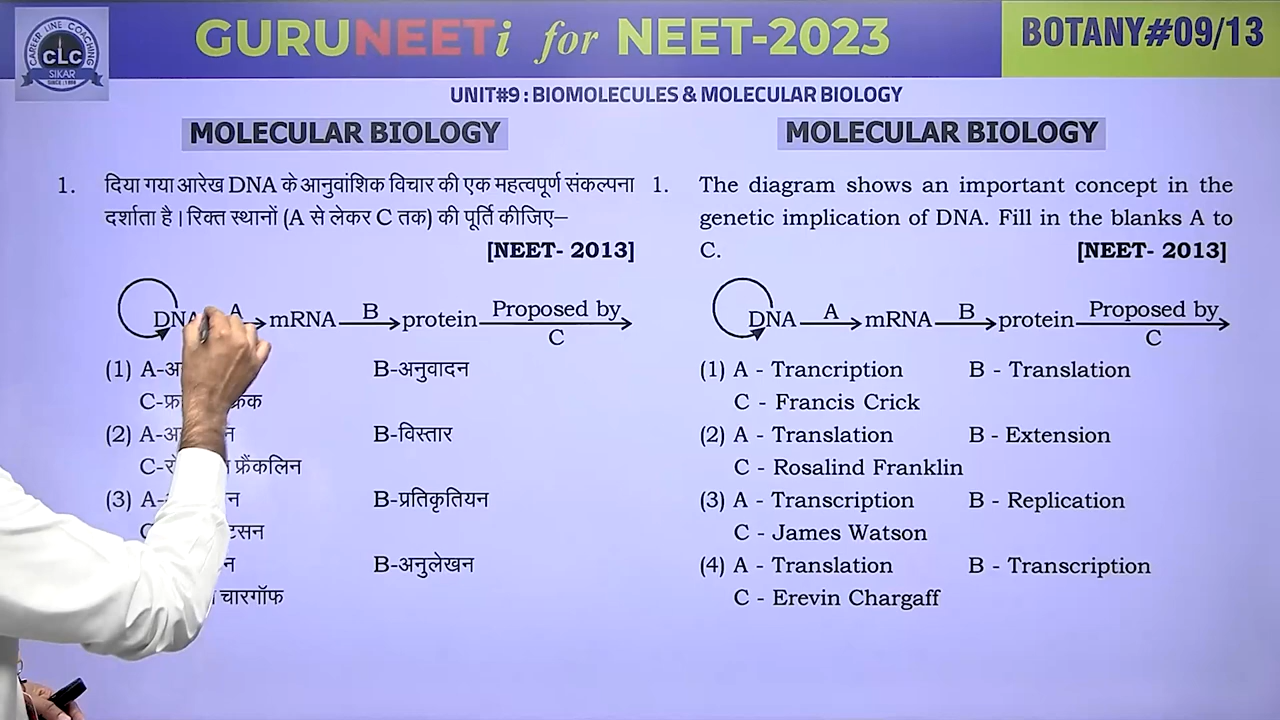 CAREER LINE COACHING
CLC
SIKAR
SINCE : 1996
GURUNEETi for NEET-2023
BOTANY#09/13
UNIT#9 : BIOMOLECULES & MOLECULAR BIOLOGY
MOLECULAR BIOLOGY
1. दिया गया आरेख DNA के आनुवांशिक विचार की एक महत्वपूर्ण संकल्पना
दर्शाता है। रिक्त स्थानों (A से लेकर C तक) की पूर्ति कीजिए–
[NEET- 2013]
DNA A mRNA B protein Proposed by
C
(1) B-अनुवादन
(2) B-विस्तार
फ्रैंकलिन
(3) B-प्रतिकृतियन
B-अनुलेखन
चारगॉफ
MOLECULAR BIOLOGY
1. The diagram shows an important concept in the
genetic implication of DNA. Fill in the blanks A to
C. [NEET- 2013]
DNA A mRNA B protein Proposed by
C
(1) A - Trancription B - Translation
C - Francis Crick
(2) A - Translation B - Extension
C - Rosalind Franklin
(3) A - Transcription B - Replication
C - James Watson
(4) A - Translation B - Transcription
C - Erevin Chargaff